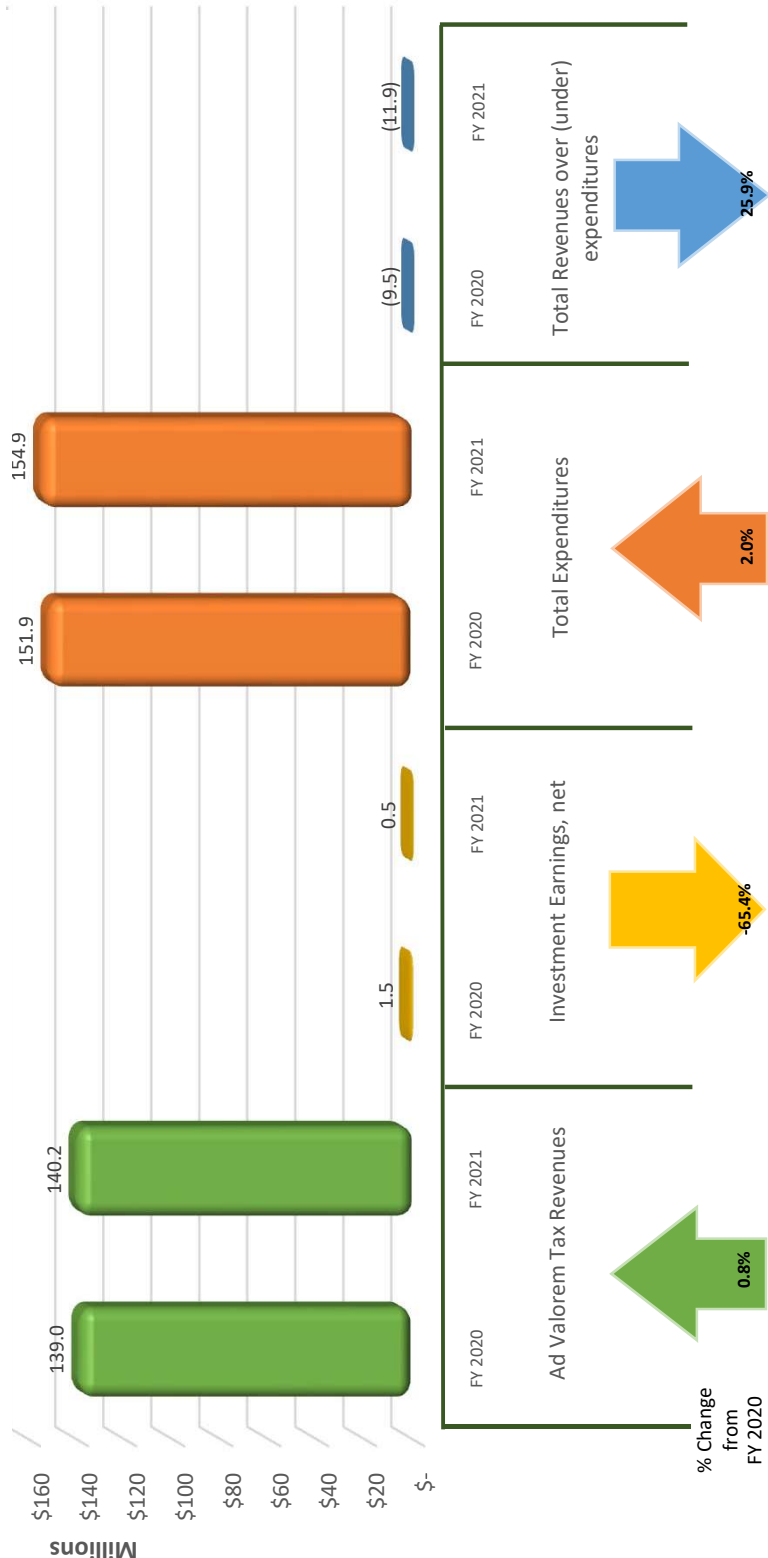 Millions
$160
$140
$120
$100
$80
$60
$40
$20
$-
139.0
140.2
1.5
0.5
151.9
154.9
(9.5)
(11.9)
FY 2020
FY 2021
FY 2020
FY 2021
FY 2020
FY 2021
FY 2020
FY 2021
Ad Valorem Tax Revenues
Investment Earnings, net
Total Expenditures
Total Revenues over (under)
expenditures
% Change
from
FY 2020
0.8%
-65.4%
2.0%
25.9%